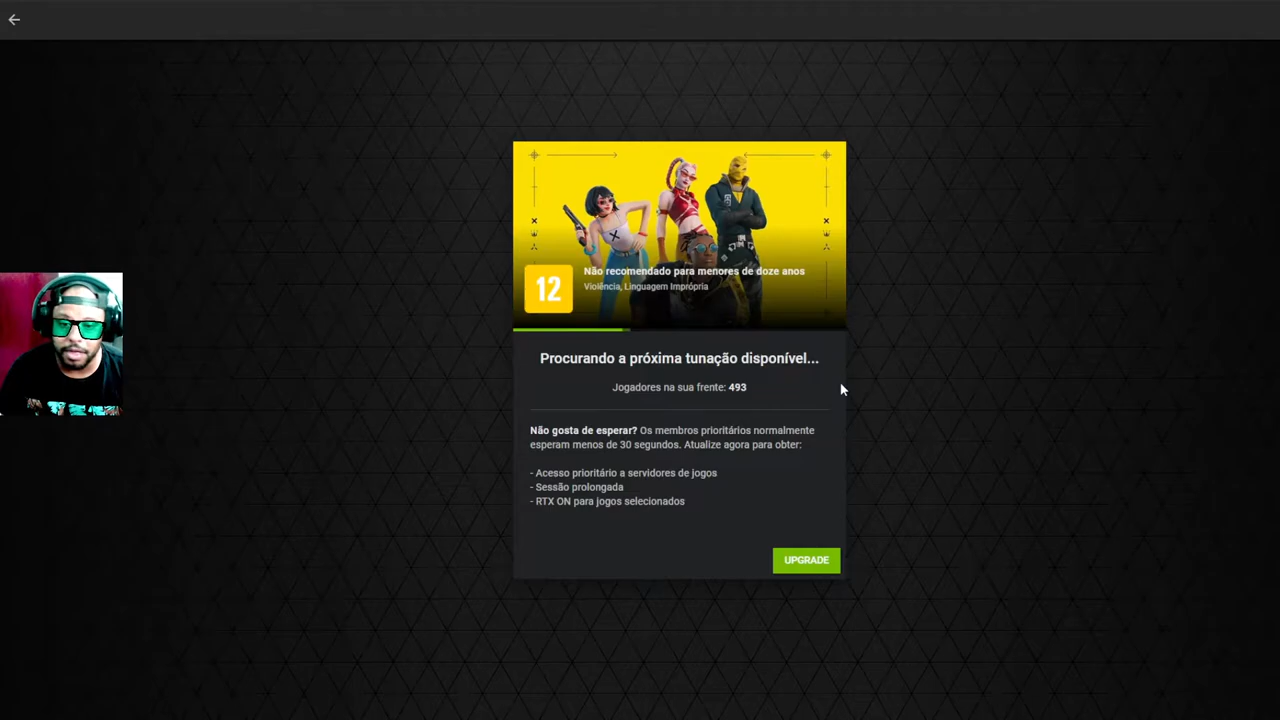 12
Não recomendado para menores de doze anos
Violência, Linguagem Imprópria
Procurando a próxima tunação disponível...
Jogadores na sua frente: 493
Não gosta de esperar? Os membros prioritários normalmente
esperam menos de 30 segundos. Atualize agora para obter:
- Acesso prioritário a servidores de jogos
- Sessão prolongada
- RTX ON para jogos selecionados
UPGRADE